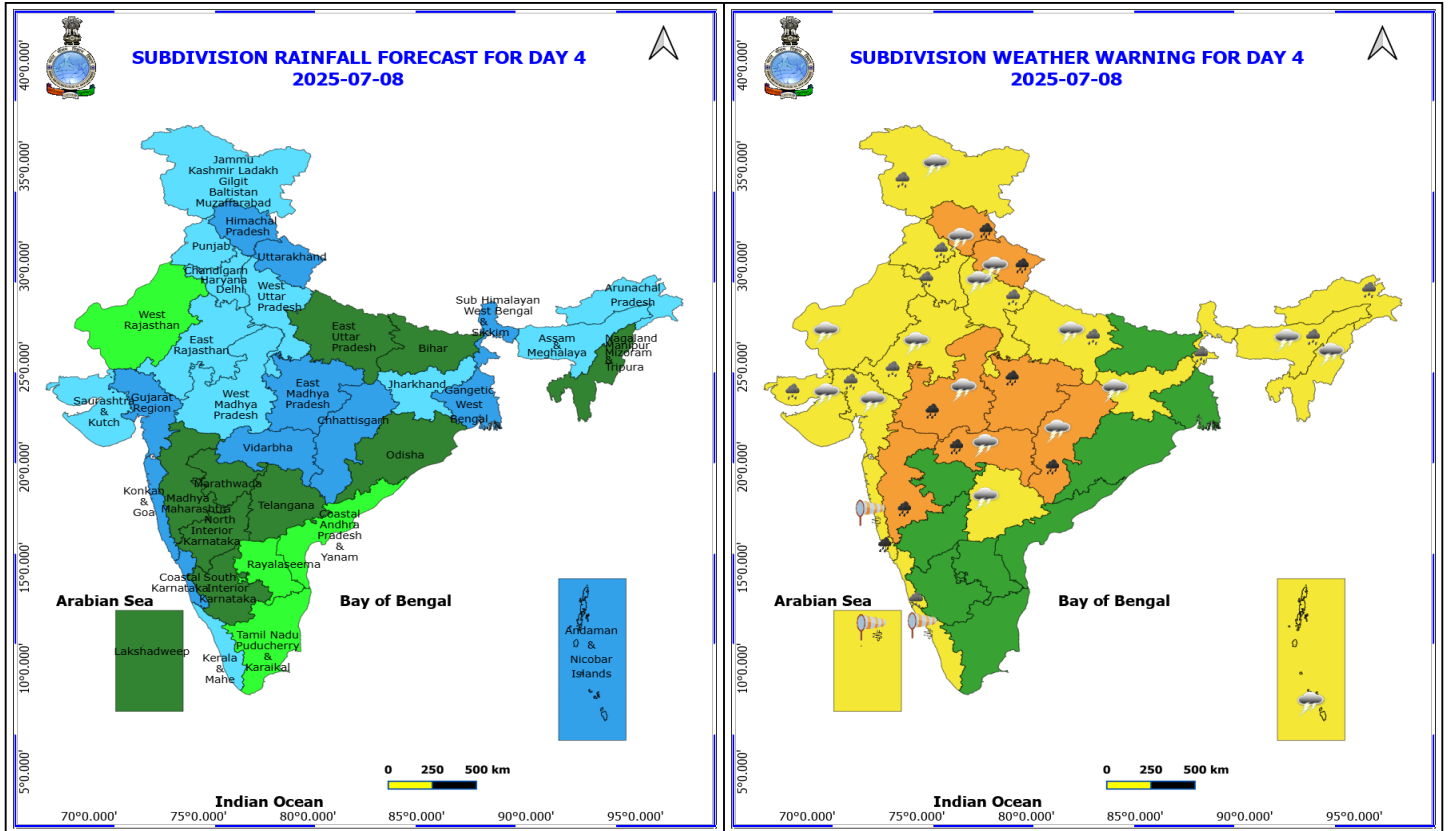 SUBDIVISION RAINFALL FORECAST FOR DAY 4
2025-07-08
40°0.000'
35°0.000'
30°0.000'
25°0.000'
20°0.000'
15°0.000'
10°0.000'
5°0.000'
Jammu
Kashmir Ladakh
Gilgit
Baltistan
Muzaffarabad
Himachal
Pradesh
Punjab
Uttarakhand
Chandigarh
Haryana
Delhi
West
Uttar
Pradesh
West
Rajasthan
East
Rajasthan
East
Uttar
Pradesh
Bihar
Sub Himalayan
West Bengal
&
Sikkim
Arunachal
Pradesh
Assam
&
Meghalaya
Nagaland
Manipur
Mizoram
&
Tripura
Saurashtra
&
Kutch
Gujarat
Region
West
Madhya
Pradesh
East
Madhya
Pradesh
Jharkhand
Gangetic
West
Bengal
Chhattisgarh
Vidarbha
Odisha
Konkan
&
Goa
Madhya
Maharashtra
Marathwada
Telangana
North
Interior
Karnataka
Coastal
Andhra
Pradesh
&
Yanam
Rayalaseema
Coastal
Karnataka
South
Interior
Karnataka
Tamil Nadu
Puducherry
&
Karaikal
Kerala
&
Mahe
Lakshadweep
Andaman
&
Nicobar
Islands
Arabian Sea
Bay of Bengal
Indian Ocean
0 250 500 km
70°0.000' 75°0.000' 80°0.000' 85°0.000' 90°0.000' 95°0.000'
SUBDIVISION WEATHER WARNING FOR DAY 4
2025-07-08
40°0.000'
35°0.000'
30°0.000'
25°0.000'
20°0.000'
15°0.000'
10°0.000'
5°0.000'
Arabian Sea
Bay of Bengal
Indian Ocean
0 250 500 km
70°0.000' 75°0.000' 80°0.000' 85°0.000' 90°0.000' 95°0.000'